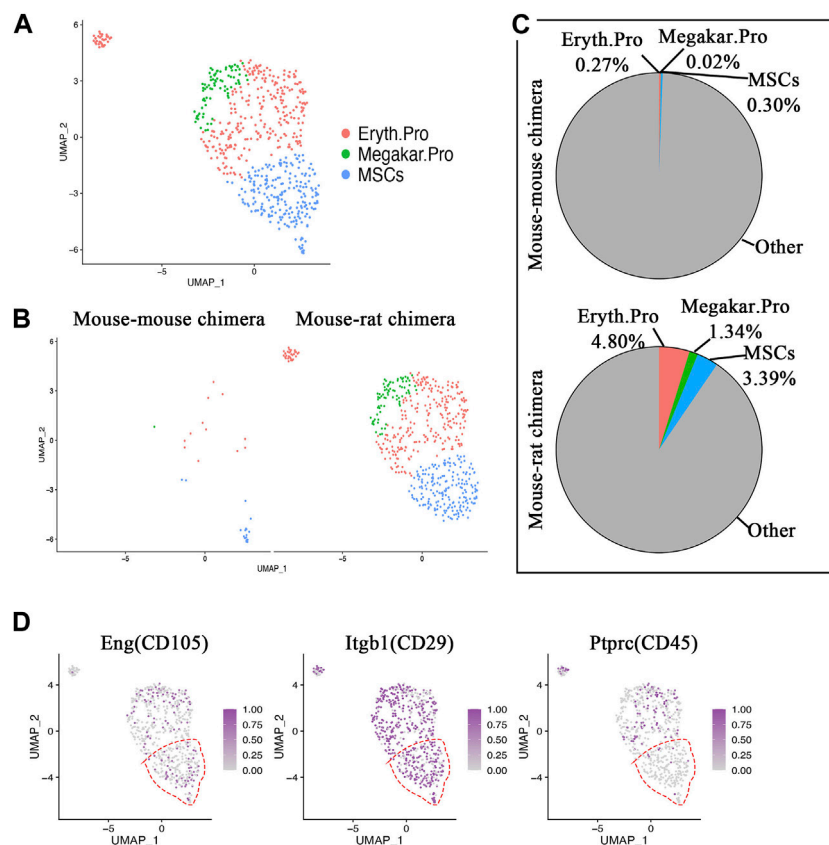 A
6
3
0
-3
-6
UMAP_2
-5
0
UMAP_1
Eryth.Pro
Megakar.Pro
MSCs
B
Mouse-mouse chimera
Mouse-rat chimera
6
3
0
-3
-6
UMAP_2
-5
0
-5
0
UMAP_1
C
Mouse-mouse chimera
Eryth.Pro
0.27%
Megakar.Pro
0.02%
MSCs
0.30%
Other
Mouse-rat chimera
Eryth.Pro
4.80%
Megakar.Pro
1.34%
MSCs
3.39%
Other
D
Eng(CD105)
4
0
-4
UMAP_2
-5
0
UMAP_1
1.00
0.75
0.50
0.25
0.00
Itgb1(CD29)
4
0
-4
UMAP_2
-5
0
UMAP_1
1.00
0.75
0.50
0.25
0.00
Ptprc(CD45)
4
0
-4
UMAP_2
-5
0
UMAP_1
1.00
0.75
0.50
0.25
0.00